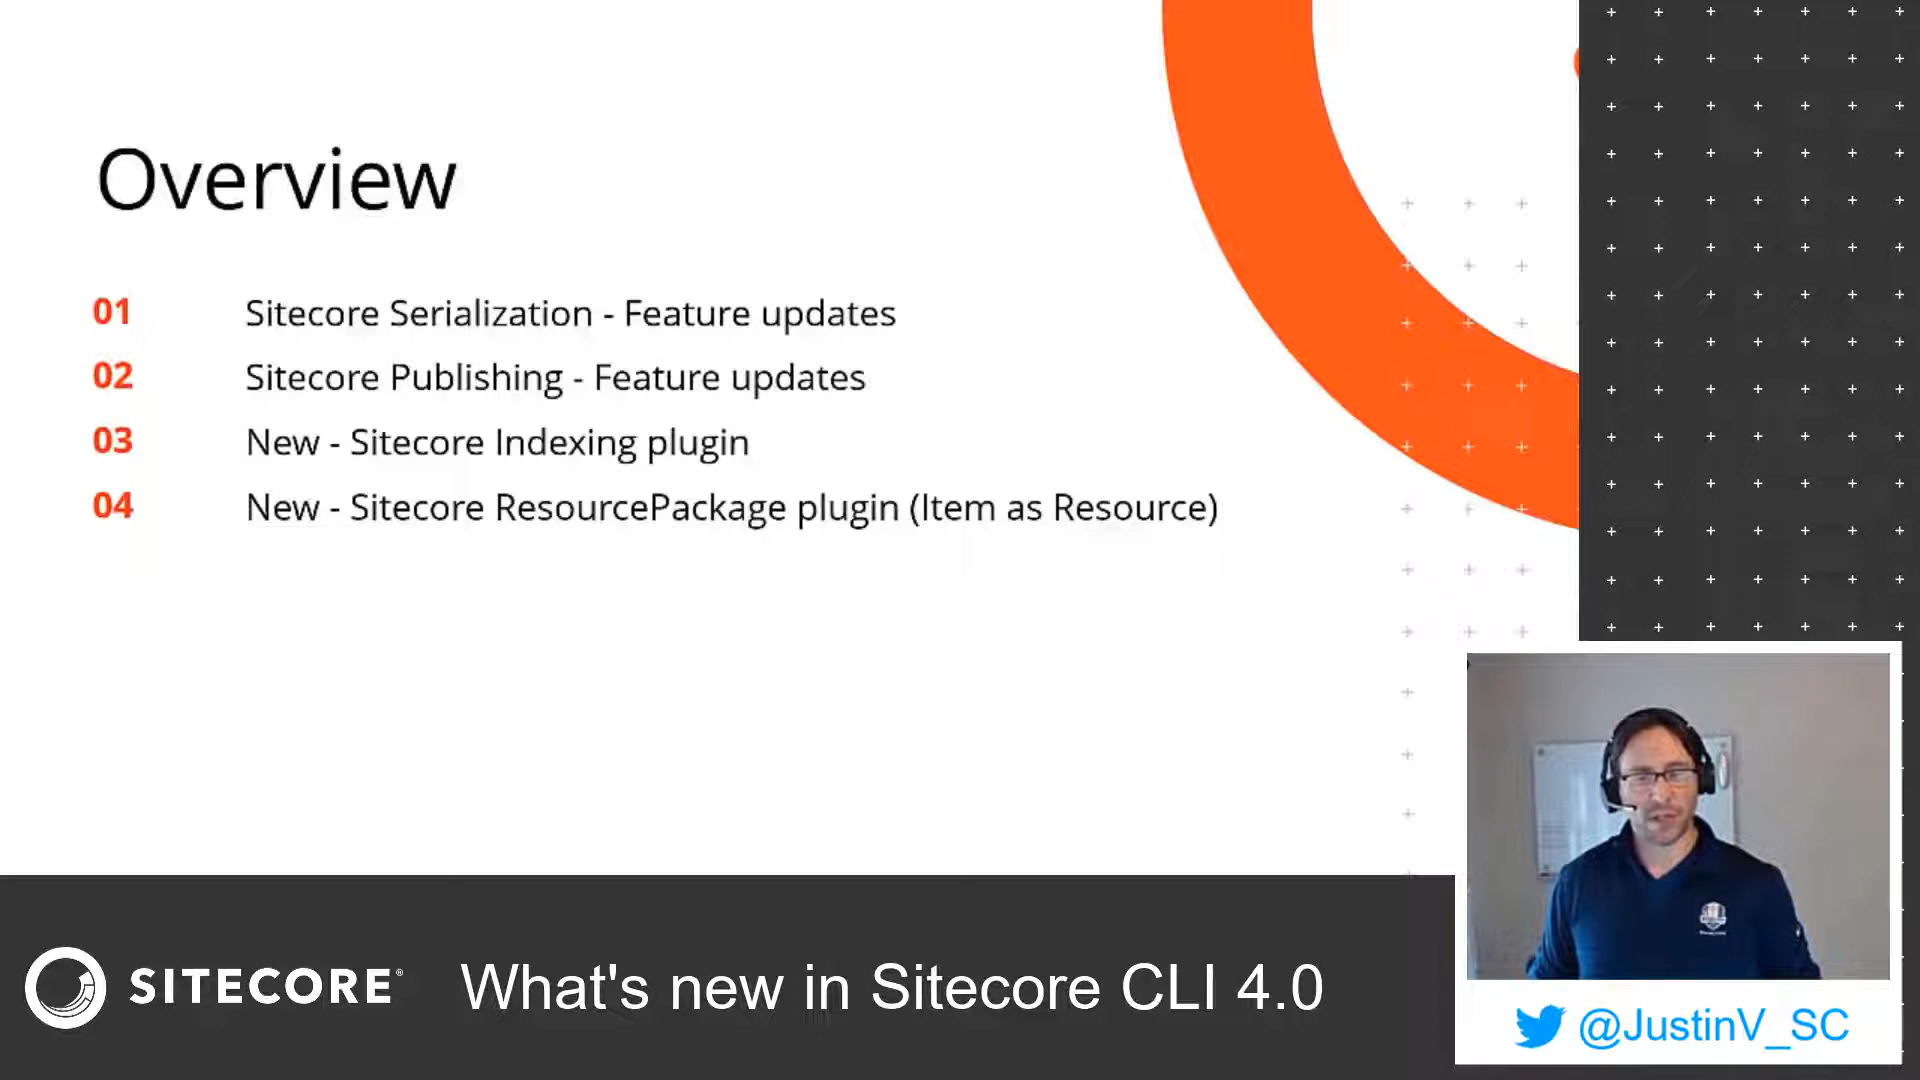 Overview
01 Sitecore Serialization - Feature updates
02 Sitecore Publishing - Feature updates
03 New - Sitecore Indexing plugin
04 New - Sitecore ResourcePackage plugin (Item as Resource)
SITECORE® What's new in Sitecore CLI 4.0
@JustinV_SC